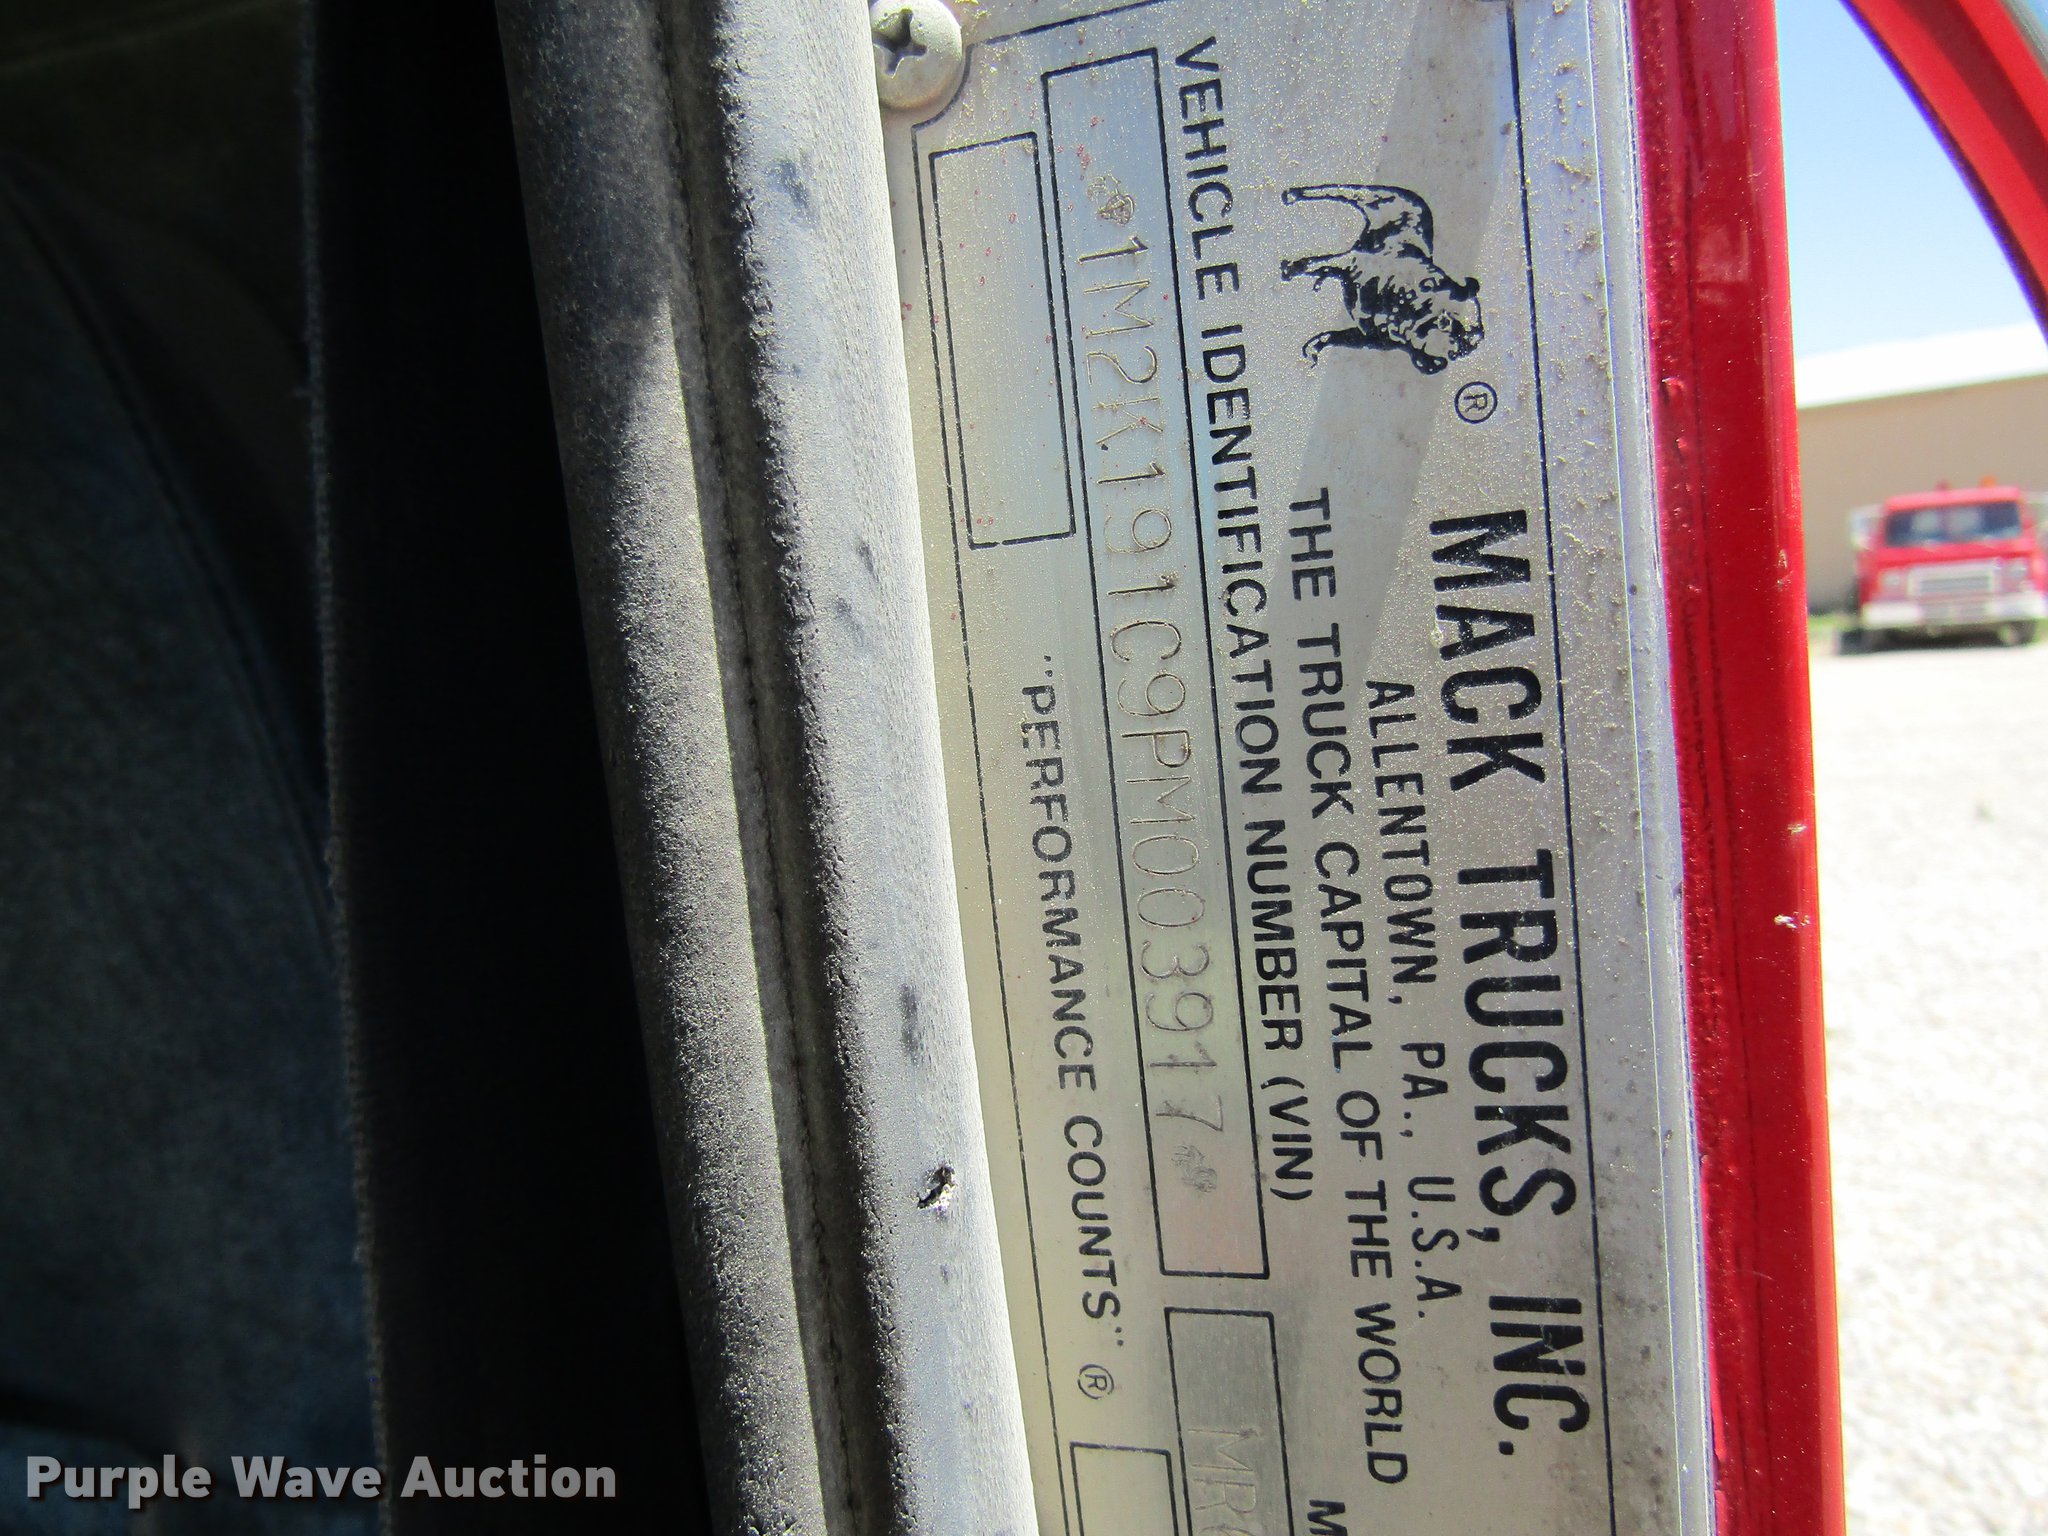 ®
MACK TRUCKS, INC.
ALLENTOWN, PA., U.S.A.
THE TRUCK CAPITAL OF THE WORLD
VEHICLE IDENTIFICATION NUMBER (VIN)
1M2K191C9PM003917
"PERFORMANCE COUNTS"®
Purple Wave Auction